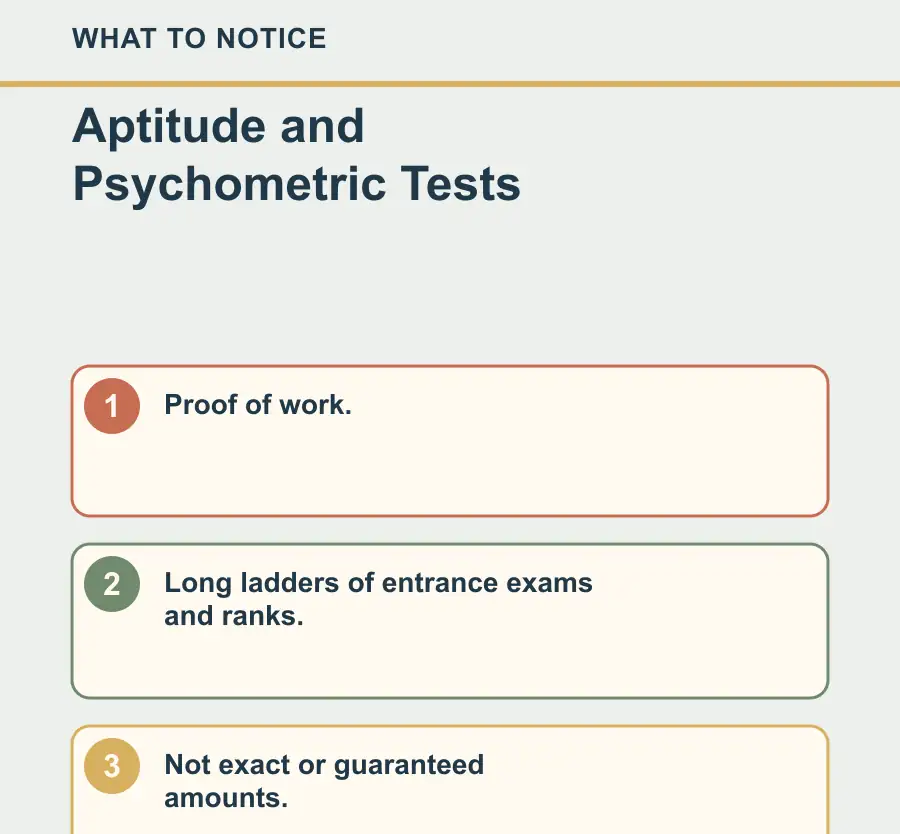 WHAT TO NOTICE
Aptitude and
Psychometric Tests
1
Proof of work.
2
Long ladders of entrance exams
and ranks.
3
Not exact or guaranteed
amounts.